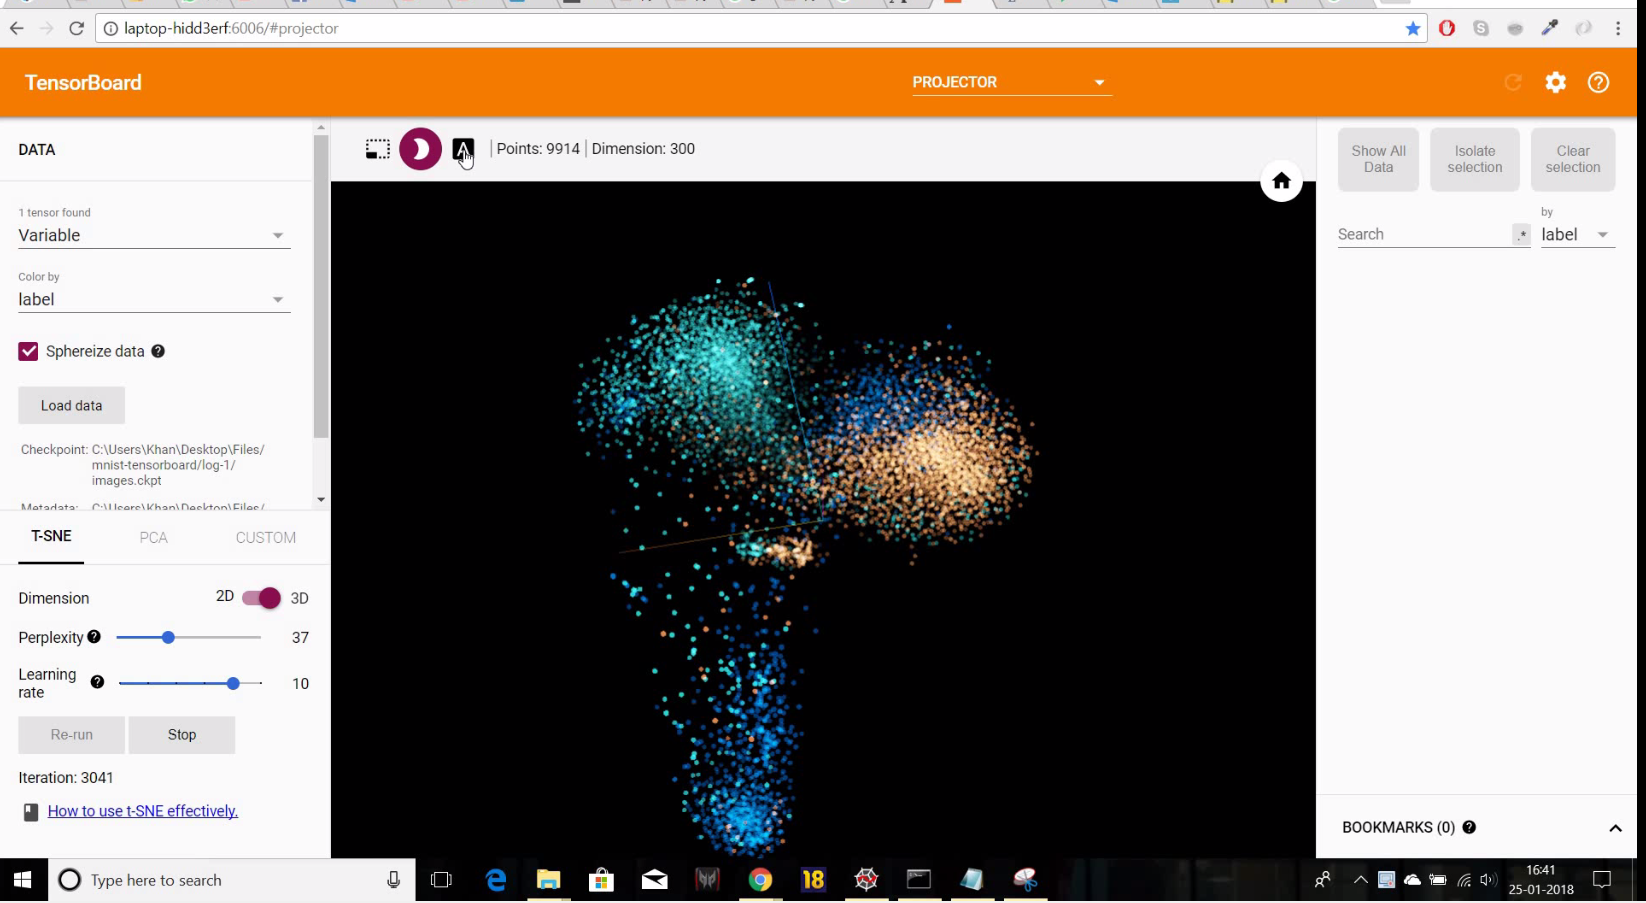 laptop-hidd3erf:6006/#projector
TensorBoard
PROJECTOR
DATA
A
Points: 9914
Dimension: 300
1 tensor found
Variable
Color by
label
Sphereize data
Load data
Checkpoint: C:\Users\Khan\Desktop\Files/
mnist-tensorboard/log-1/
images.ckpt
Metadata: C:\Users\Khan\Desktop\Files/
T-SNE
PCA
CUSTOM
Dimension
2D
3D
Perplexity
37
Learning
rate
10
Re-run
Stop
Iteration: 3041
How to use t-SNE effectively.
Show All
Data
Isolate
selection
Clear
selection
by
Search
.*
label
BOOKMARKS (0)
Type here to search
18
16:41
25-01-2018